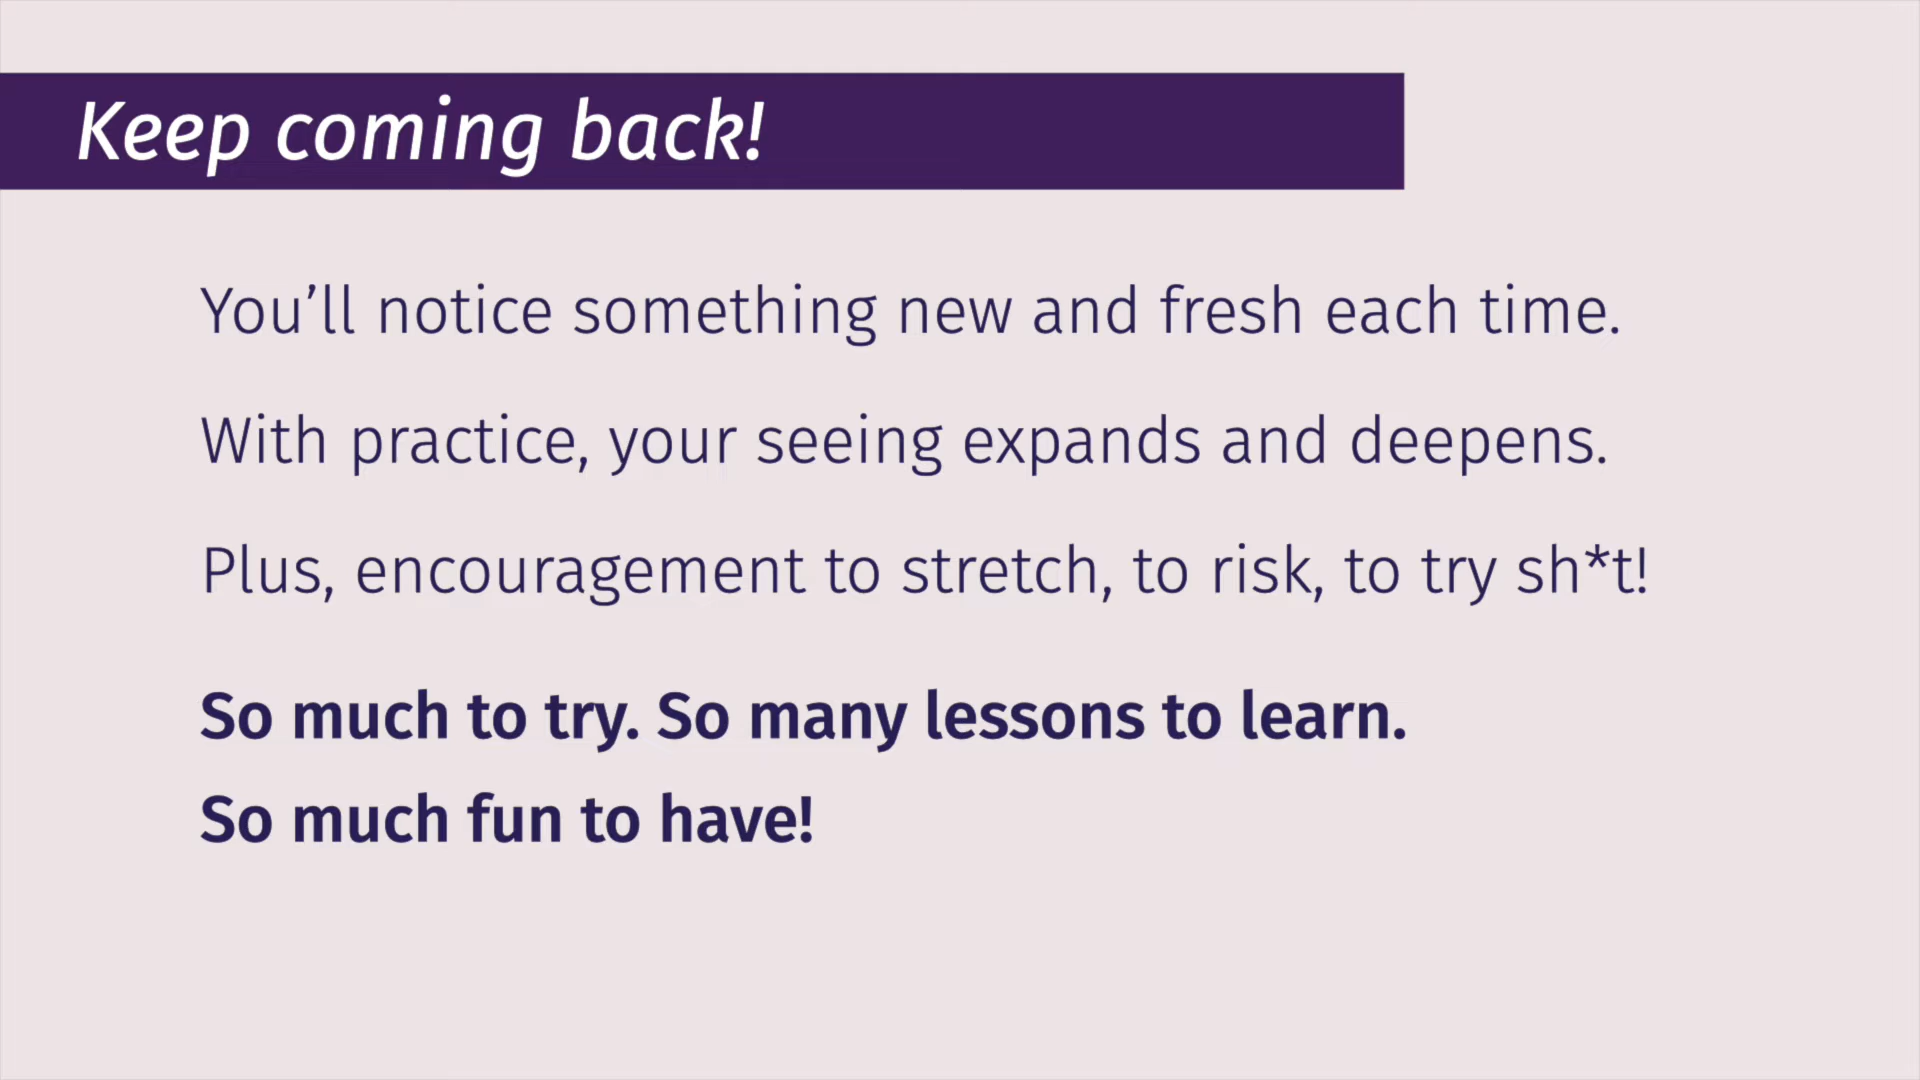 Keep coming back!
You’ll notice something new and fresh each time.
With practice, your seeing expands and deepens.
Plus, encouragement to stretch, to risk, to try sh*t!
So much to try. So many lessons to learn.
So much fun to have!